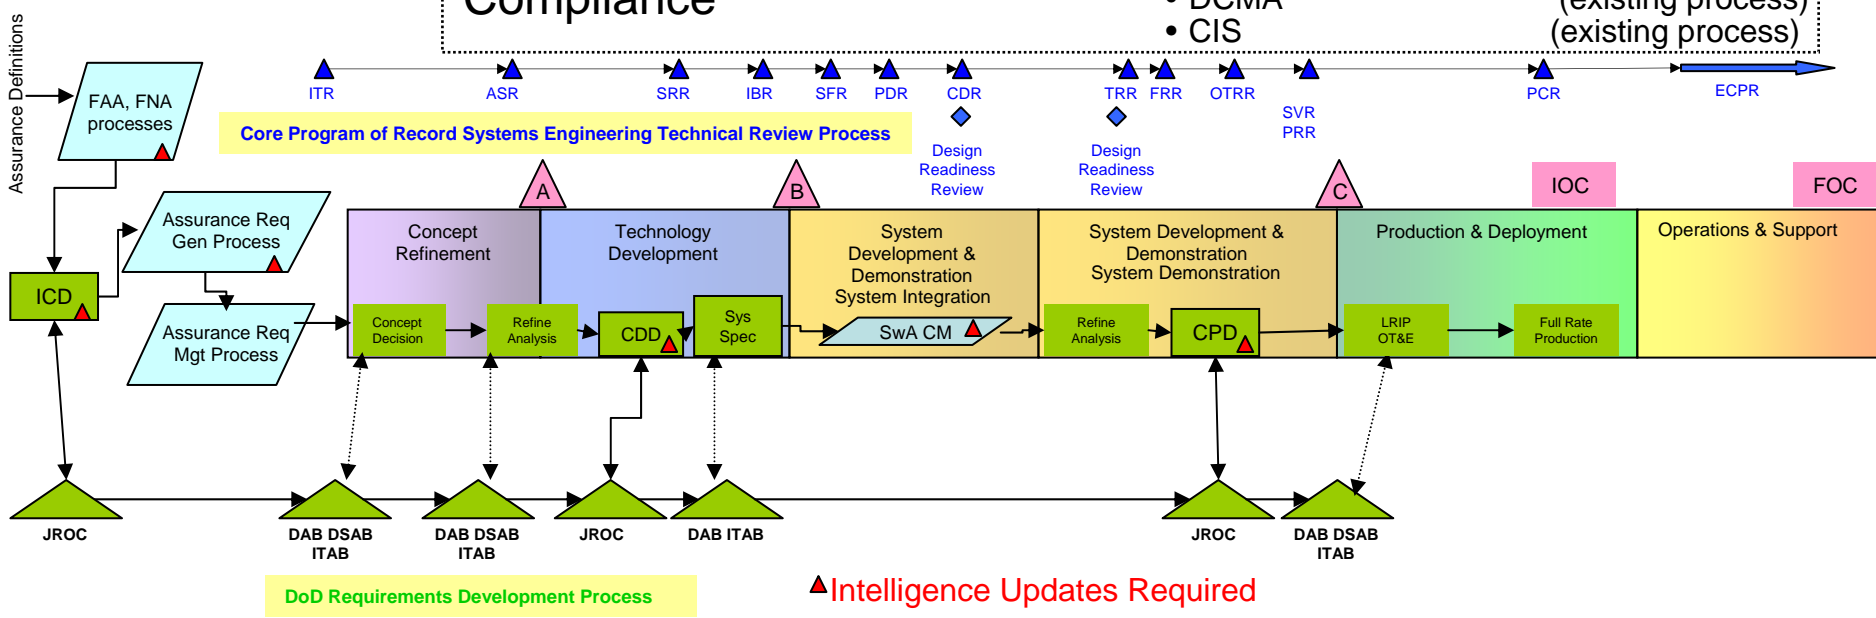 Compliance
• DCMA (existing process)
• CIS (existing process)
Assurance Definitions
FAA, FNA
processes
ITR
ASR
SRR
IBR
SFR
PDR
CDR
TRR
FRR
OTRR
SVR
PRR
PCR
ECPR
Core Program of Record Systems Engineering Technical Review Process
Design
Readiness
Review
Design
Readiness
Review
A
B
C
IOC
FOC
Assurance Req
Gen Process
ICD
Assurance Req
Mgt Process
Concept
Refinement
Technology
Development
System
Development &
Demonstration
System Integration
System Development &
Demonstration
System Demonstration
Production & Deployment
Operations & Support
Concept
Decision
Refine
Analysis
CDD
Sys
Spec
SwA CM
Refine
Analysis
CPD
LRIP
OT&E
Full Rate
Production
JROC
DAB DSAB
ITAB
DAB DSAB
ITAB
JROC
DAB ITAB
JROC
DAB DSAB
ITAB
DoD Requirements Development Process
Intelligence Updates Required